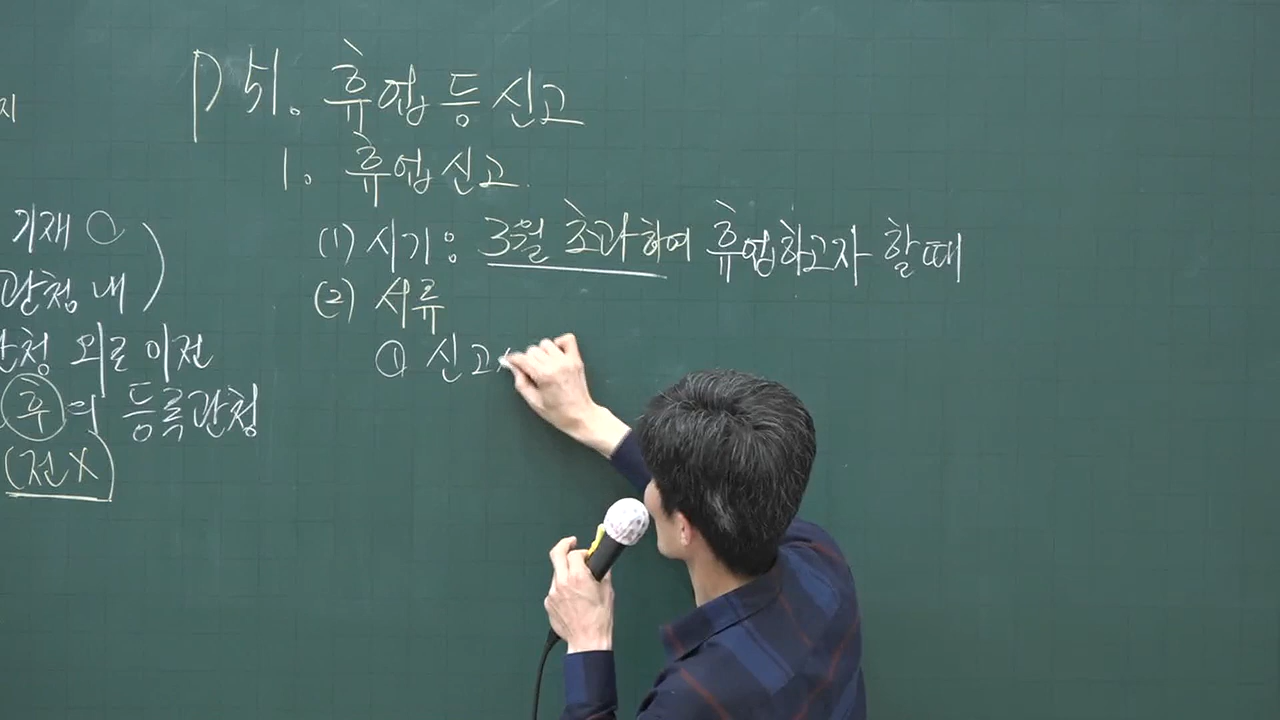 지
기재 ○)
관청 내)
관청 외로 이전
후의 등록관청
(전X)
P 51. 휴업 등 신고
1. 휴업신고
(1) 시기: 3월 초과하여 휴업하고자 할 때
(2) 서류
① 신고